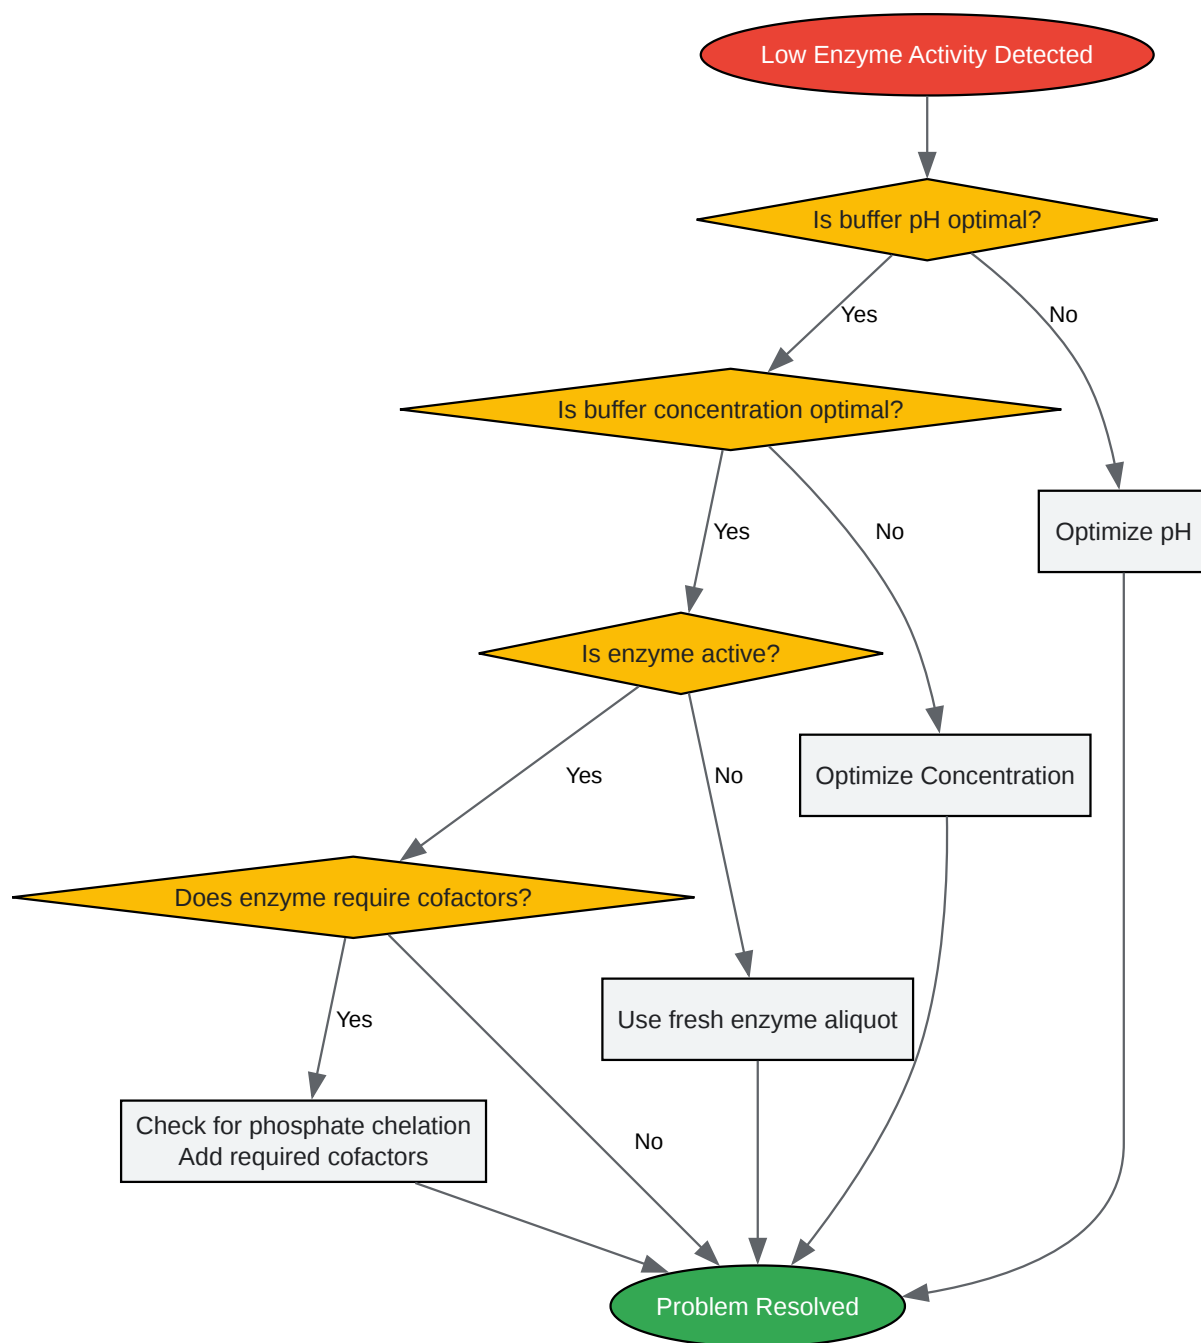 Low Enzyme Activity Detected
Is buffer pH optimal?
Yes
No
Is buffer concentration optimal?
Yes
No
Optimize pH
Is enzyme active?
Yes
No
Optimize Concentration
Does enzyme require cofactors?
Yes
No
Use fresh enzyme aliquot
Check for phosphate chelation
Add required cofactors
Problem Resolved